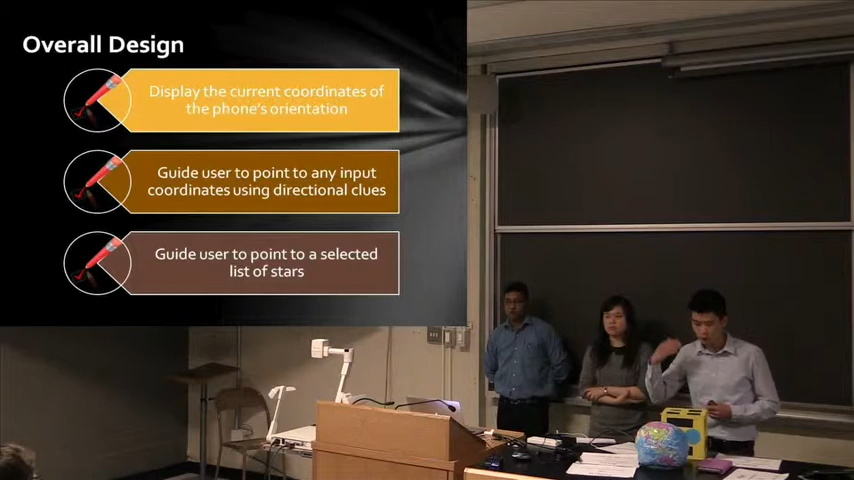 Overall Design
Display the current coordinates of
the phone's orientation
Guide user to point to any input
coordinates using directional clues
Guide user to point to a selected
list of stars